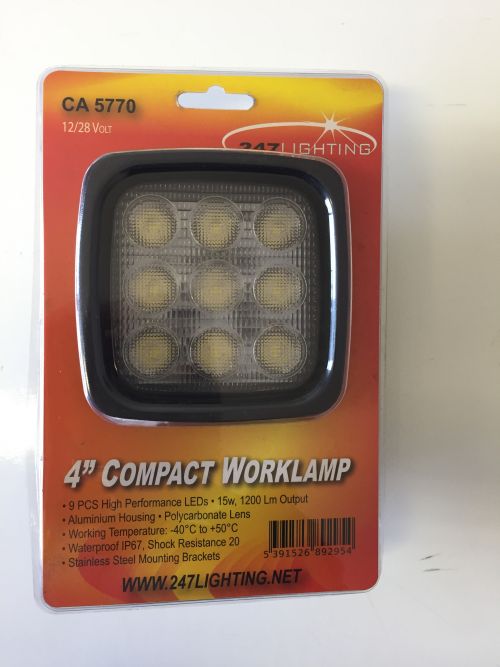 CA 5770
12/28 Volt
247LIGHTING
4” COMPACT WORKLAMP
• 9 PCS High Performance LEDs • 15w, 1200 Lm Output
• Aluminium Housing • Polycarbonate Lens
• Working Temperature: -40°C to +50°C
• Waterproof IP67, Shock Resistance 20
• Stainless Steel Mounting Brackets
5 391526 892954
WWW.247LIGHTING.NET